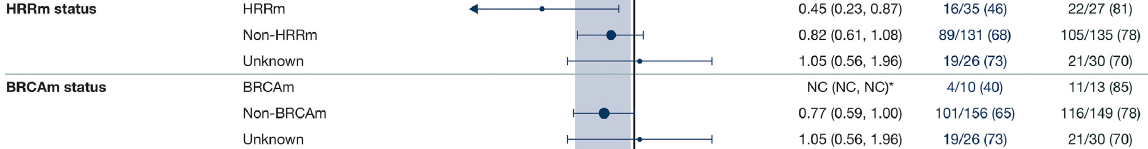 HRRm status HRRm 0.45 (0.23, 0.87) 16/35 (46) 22/27 (81)
Non-HRRm 0.82 (0.61, 1.08) 89/131 (68) 105/135 (78)
Unknown 1.05 (0.56, 1.96) 19/26 (73) 21/30 (70)
BRCAm status BRCAm NC (NC, NC)* 4/10 (40) 11/13 (85)
Non-BRCAm 0.77 (0.59, 1.00) 101/156 (65) 116/149 (78)
Unknown 1.05 (0.56, 1.96) 19/26 (73) 21/30 (70)